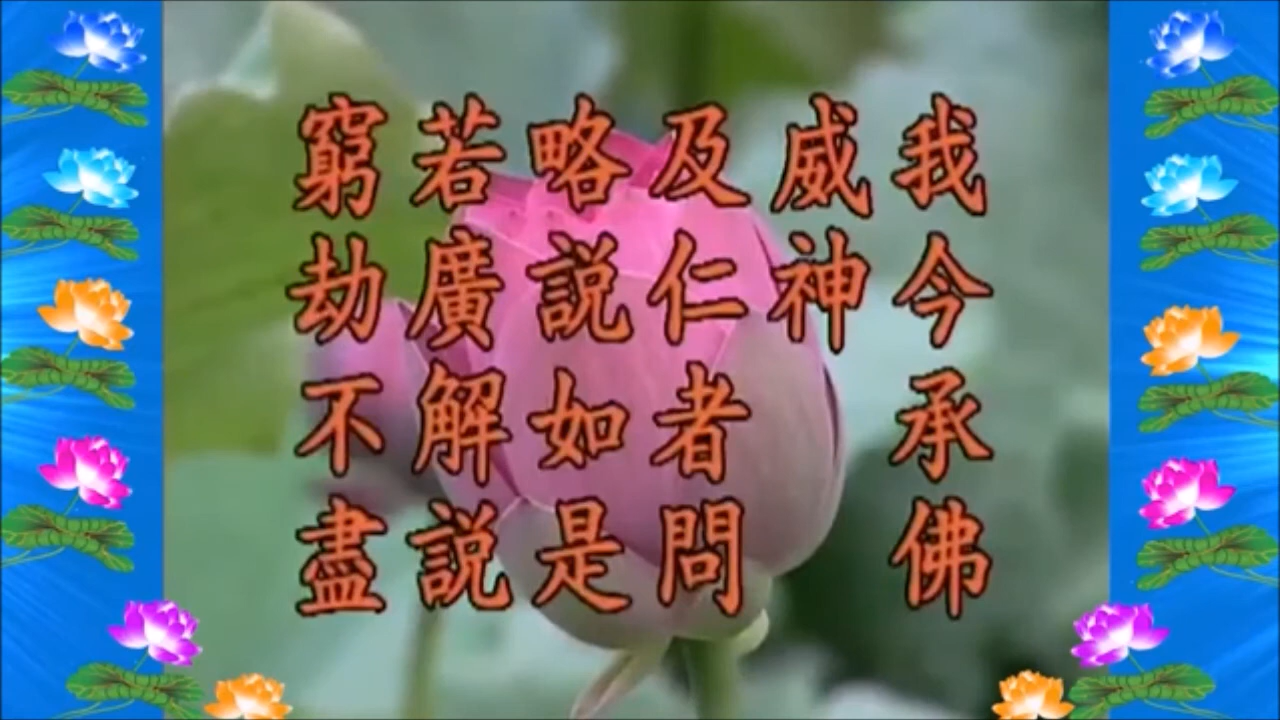 我今承佛
威神
及仁者問
略說如是
若廣解說
窮劫不盡